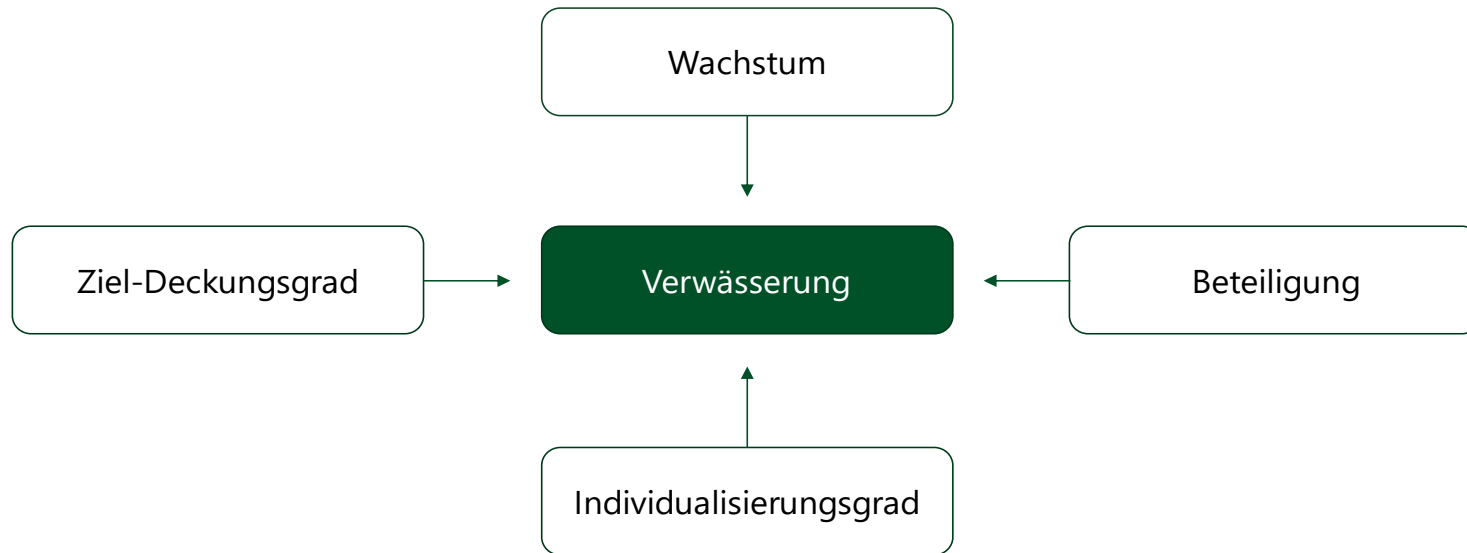 Wachstum
Ziel-Deckungsgrad
Verwässerung
Beteiligung
Individualisierungsgrad